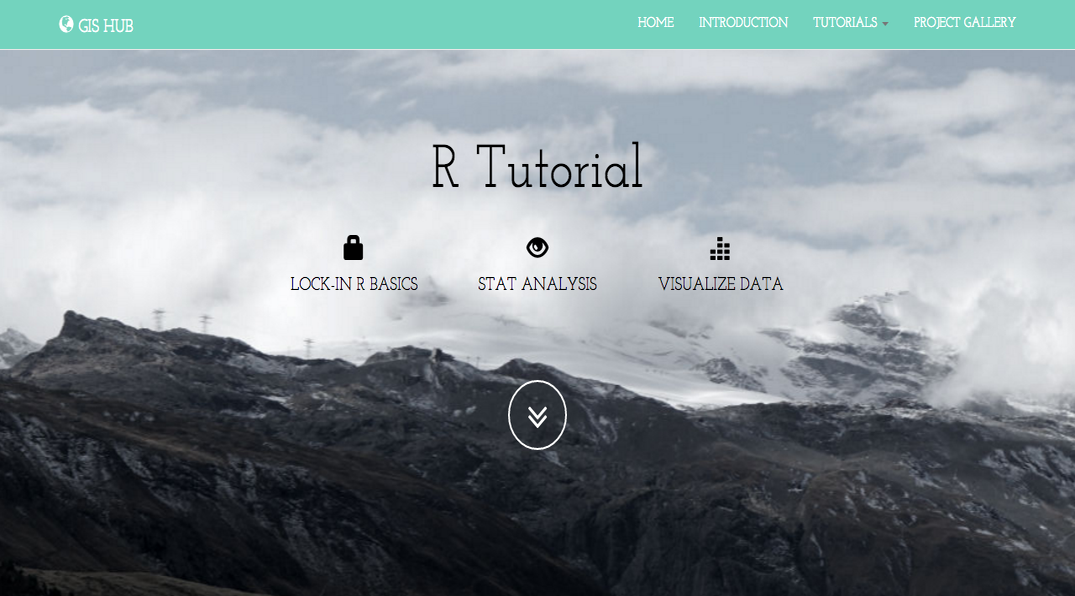 GIS HUB
HOME INTRODUCTION TUTORIALS PROJECT GALLERY
R Tutorial
LOCK-IN R BASICS STAT ANALYSIS VISUALIZE DATA